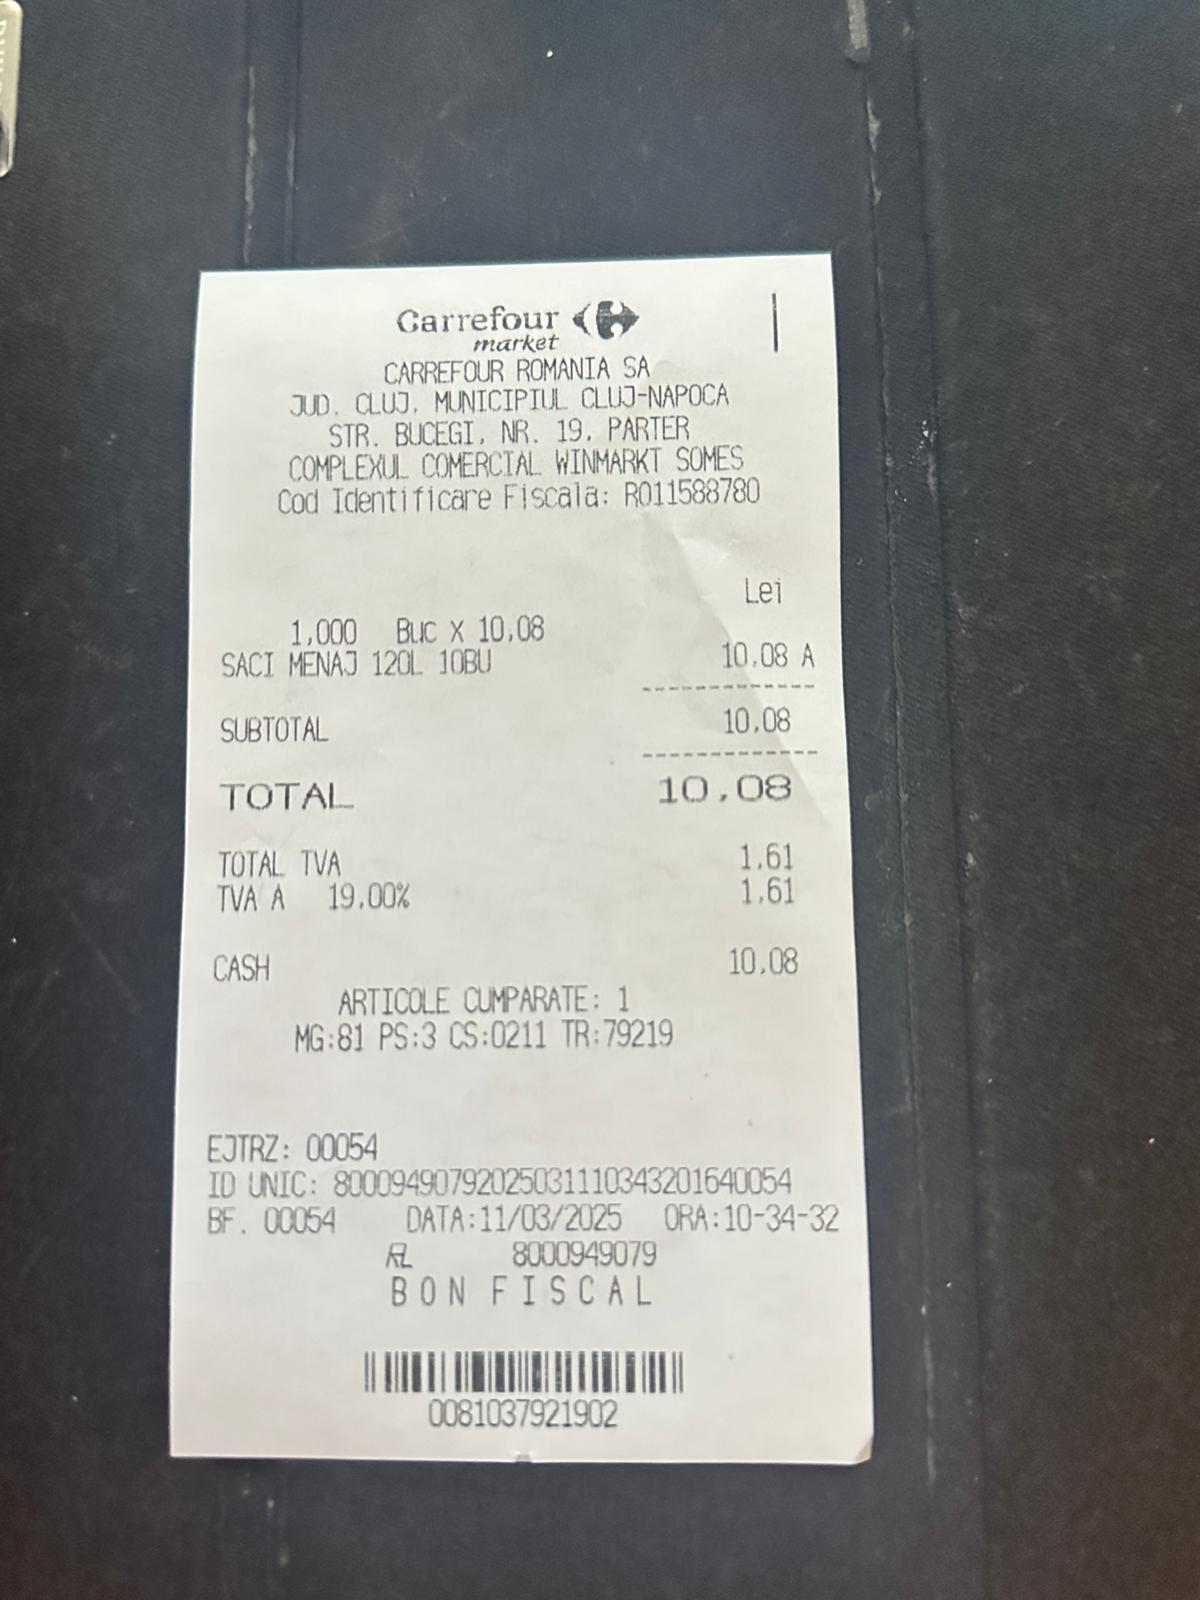 Carrefour
market
CARREFOUR ROMANIA SA
JUD. CLUJ, MUNICIPIUL CLUJ-NAPOCA
STR. BUCEGI, NR. 19, PARTER
COMPLEXUL COMERCIAL WINMARKT SOMES
Cod Identificare Fiscala: RO11588780
Lei
1,000 Buc X 10,08
SACI MENAJ 120L 10BU 10,08 A
SUBTOTAL 10,08
TOTAL 10,08
TOTAL TVA 1,61
TVA A 19,00% 1,61
CASH 10,08
ARTICOLE CUMPARATE: 1
MG:81 PS:3 CS:0211 TR:79219
EJTRZ: 00054
ID UNIC: 8000949079202503111034320164​0054
BF. 00054 DATA:11/03/2025 ORA:10-34-32
8000949079
BON FISCAL
0081037921902